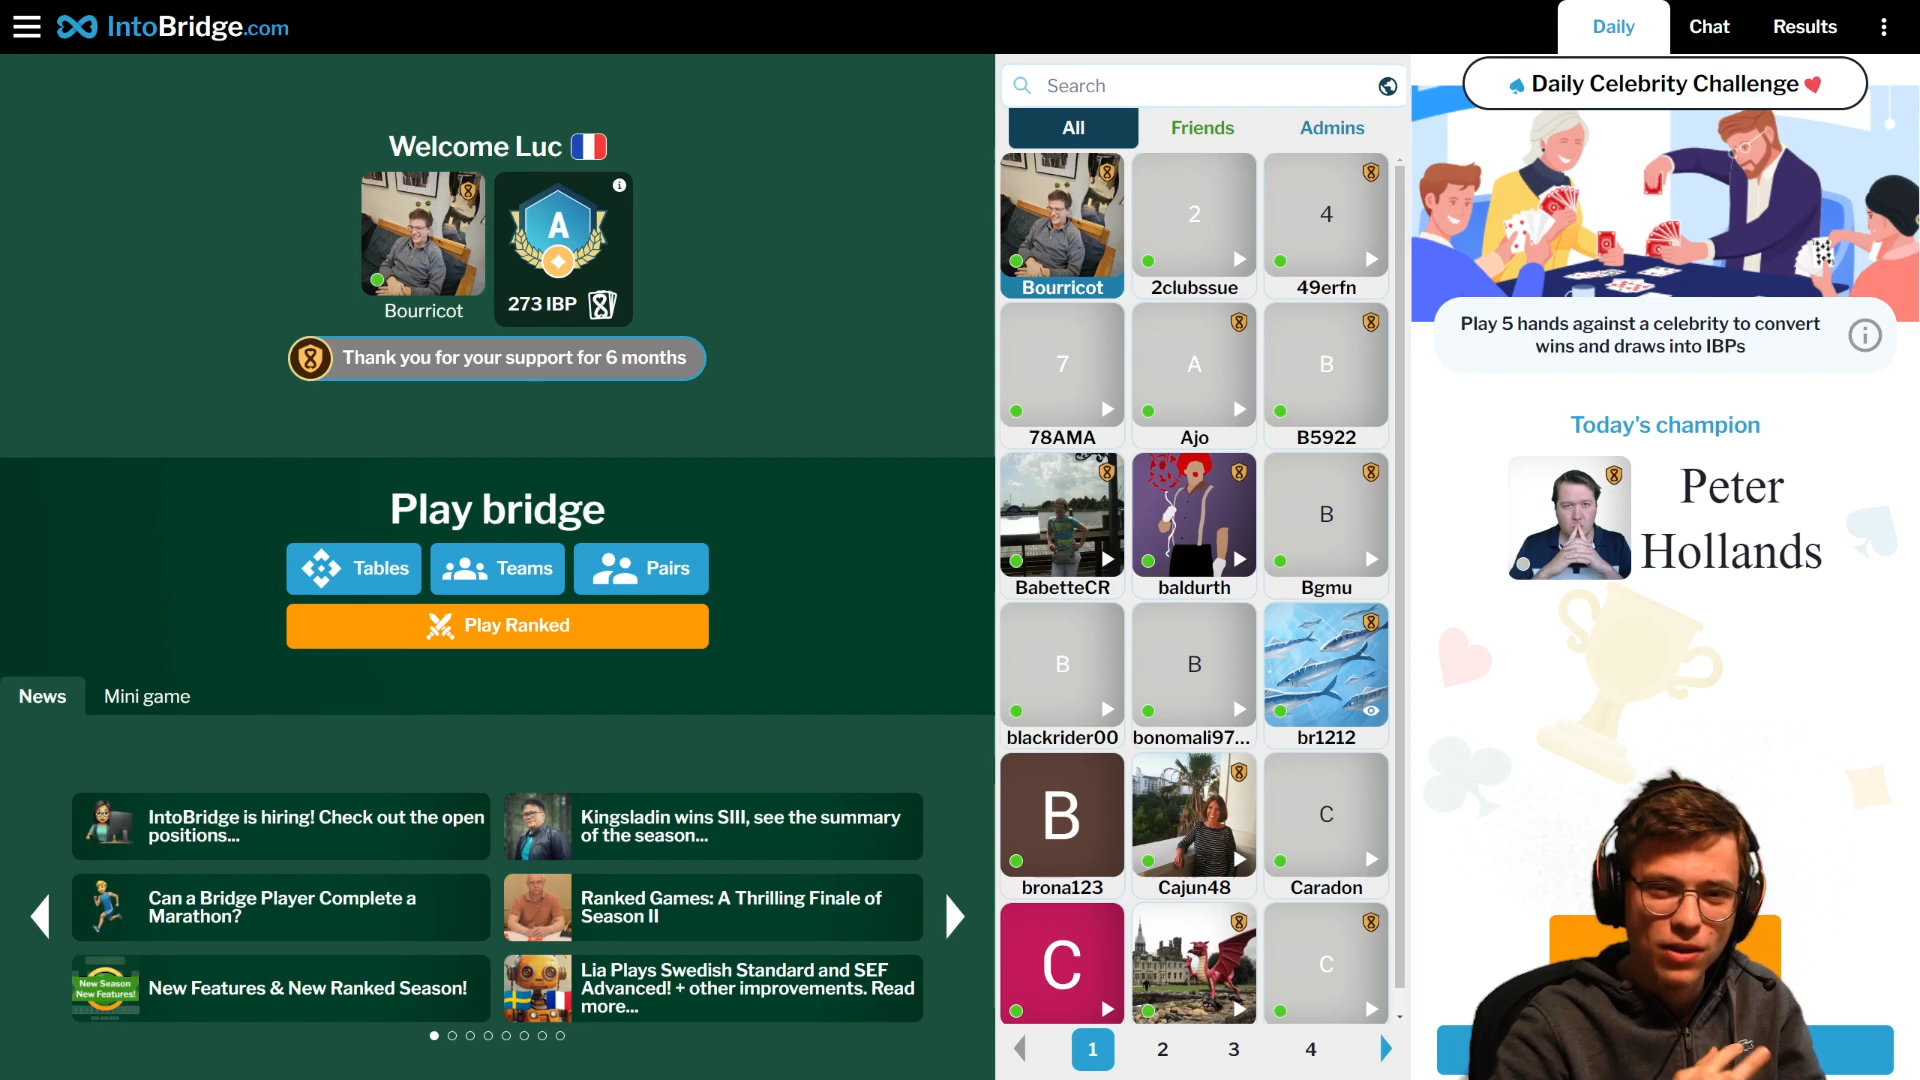 IntoBridge.com
Daily
Chat
Results
Welcome Luc
A
273 IBP
Bourricot
Thank you for your support for 6 months
Play bridge
Tables
Teams
Pairs
Play Ranked
News
Mini game
IntoBridge is hiring! Check out the open
positions...
Kingsladin wins SIII, see the summary
of the season...
Can a Bridge Player Complete a
Marathon?
Ranked Games: A Thrilling Finale of
Season II
New Season
New Features!
New Features & New Ranked Season!
Lia Plays Swedish Standard and SEF
Advanced! + other improvements. Read
more...
Search
All
Friends
Admins
Bourricot
2
2clubssue
4
49erfn
7
78AMA
A
Ajo
B
B5922
BabetteCR
baldurth
B
Bgmu
B
blackrider00
B
bonomali97...
br1212
B
brona123
Cajun48
C
Caradon
C
C
1
2
3
4
Daily Celebrity Challenge
Play 5 hands against a celebrity to convert
wins and draws into IBPs
Today's champion
Peter
Hollands